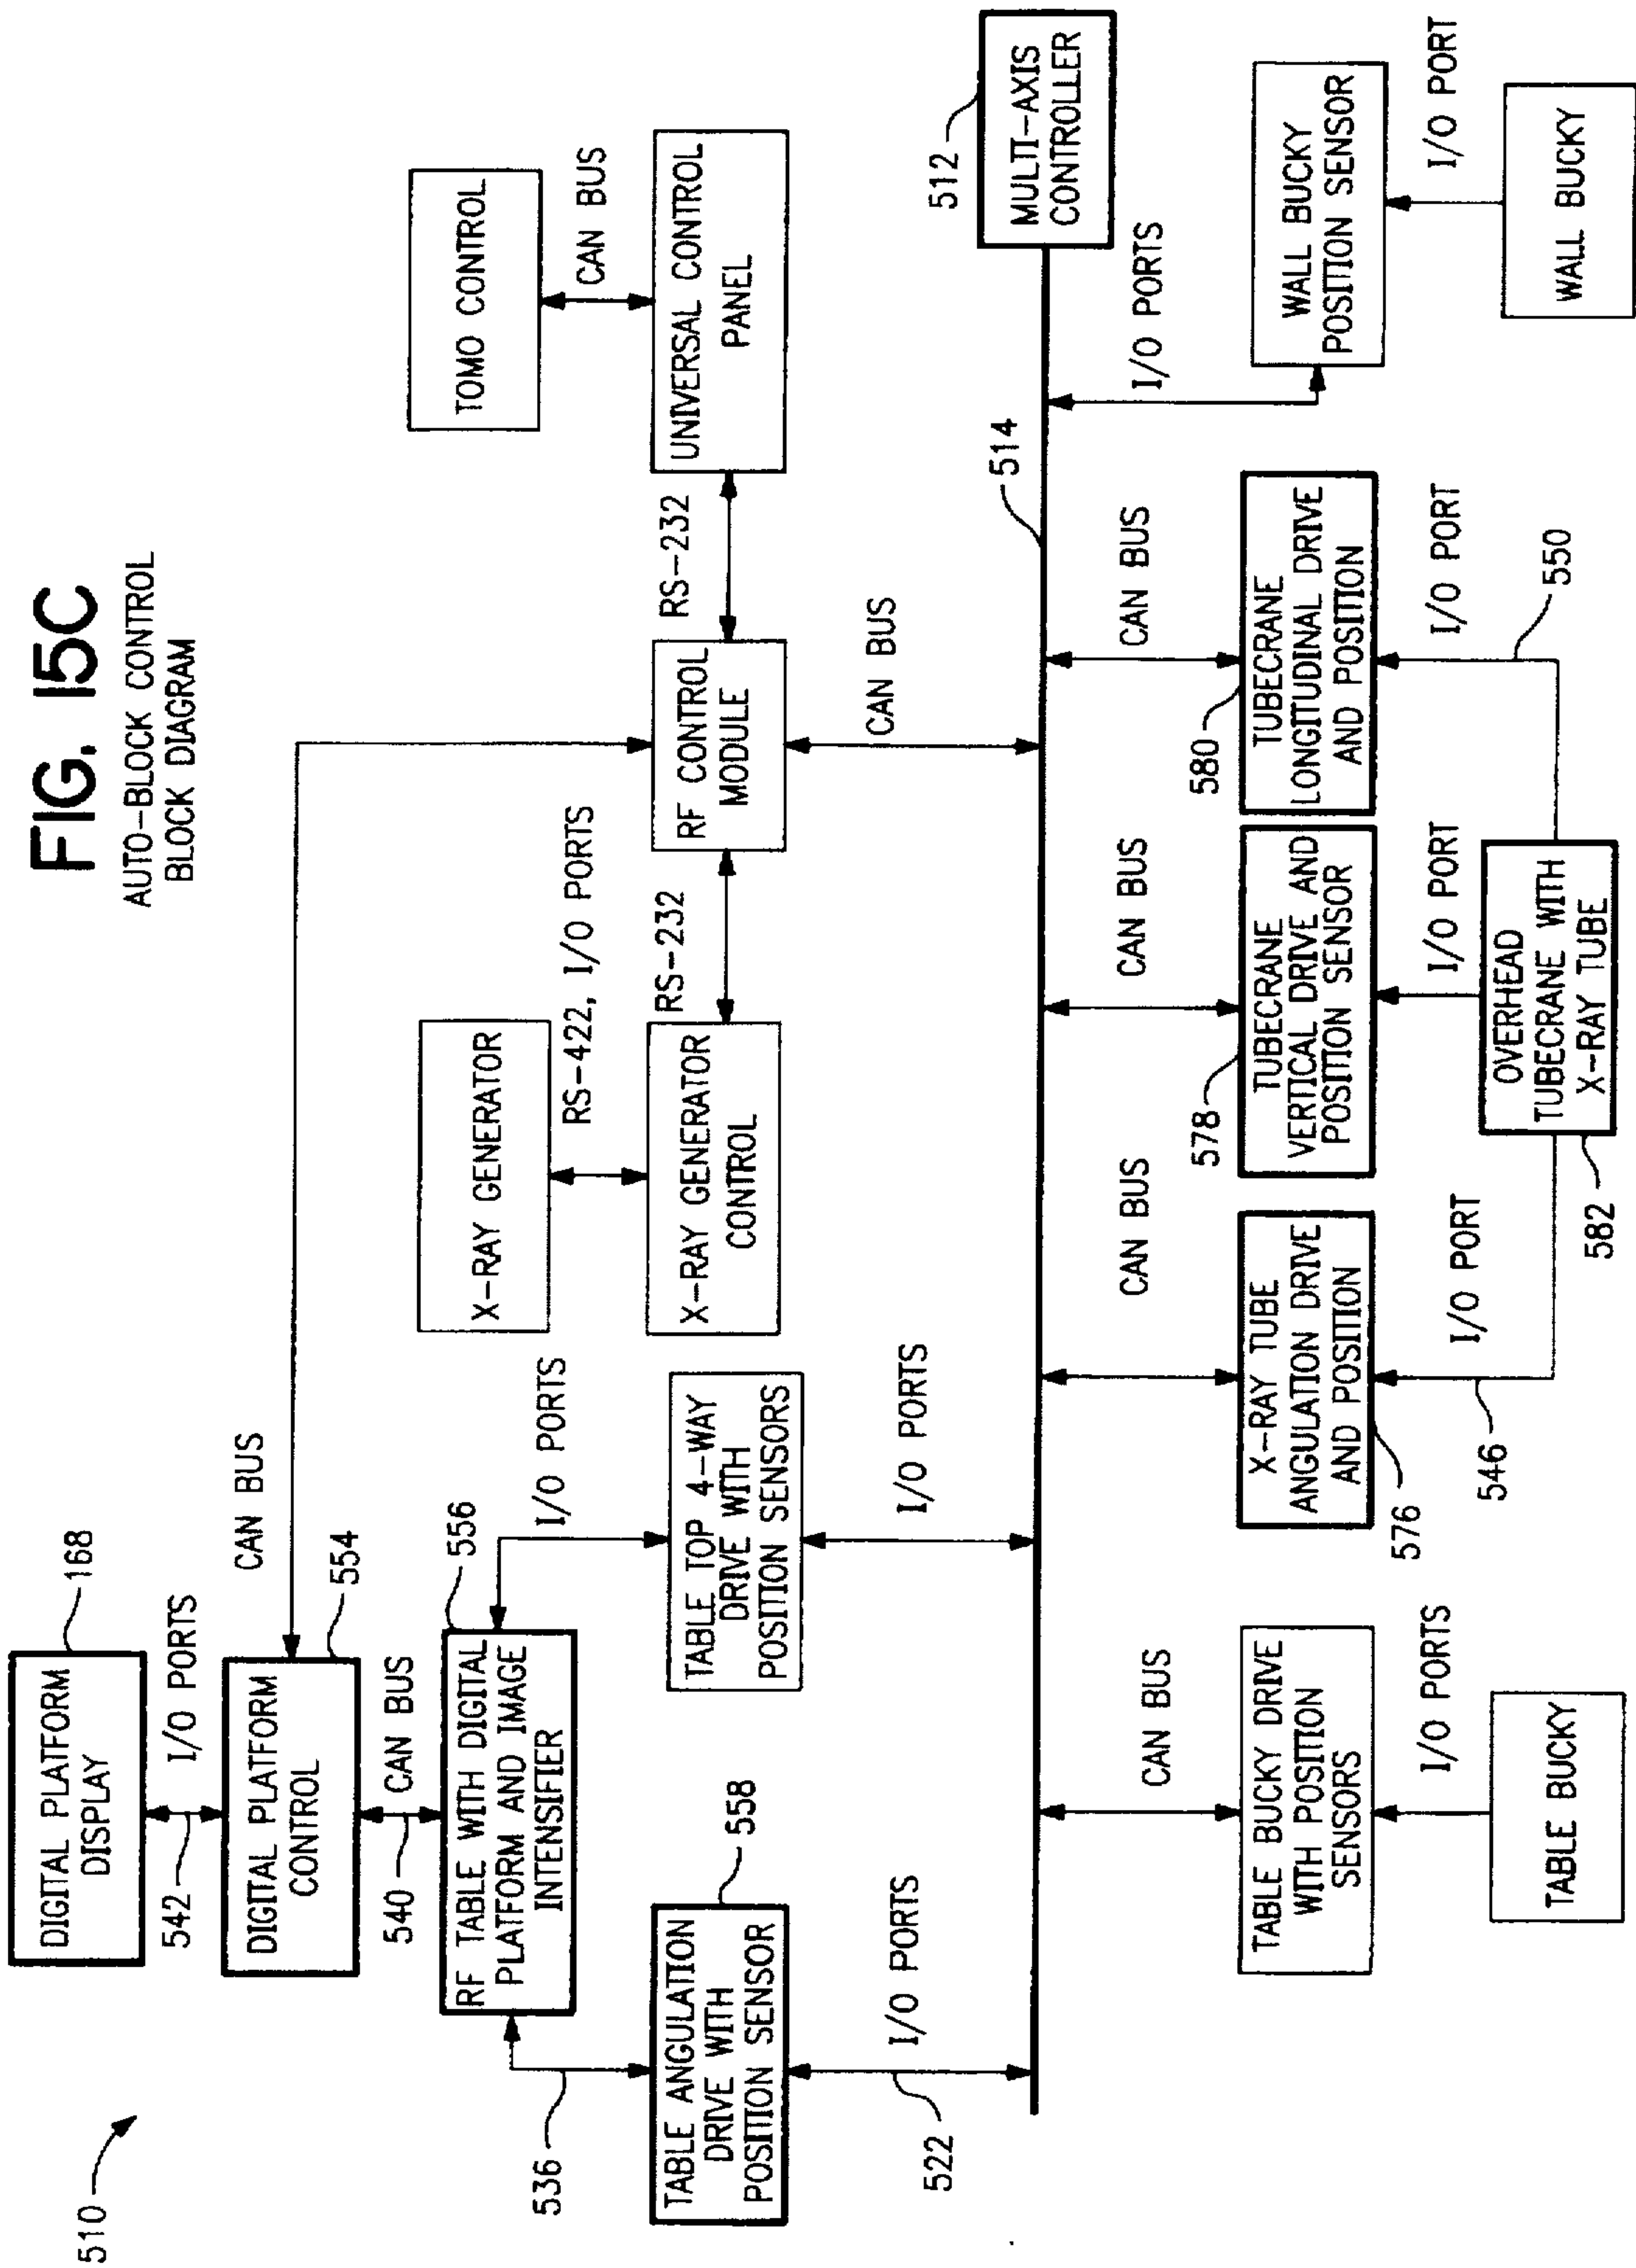 FIG. 15C
AUTO-BLOCK CONTROL
BLOCK DIAGRAM
510
DIGITAL PLATFORM
DISPLAY
168
542
I/O PORTS
DIGITAL PLATFORM
CONTROL
554
CAN BUS
540
CAN BUS
RF TABLE WITH DIGITAL
PLATFORM AND IMAGE
INTENSIFIER
556
536
I/O PORTS
TABLE ANGULATION
DRIVE WITH
POSITION SENSOR
558
TABLE TOP 4-WAY
DRIVE WITH
POSITION SENSORS
522
I/O PORTS
I/O PORTS
X-RAY GENERATOR
RS-422, I/O PORTS
X-RAY GENERATOR
CONTROL
RS-232
RF CONTROL
MODULE
RS-232
TOMO CONTROL
CAN BUS
UNIVERSAL CONTROL
PANEL
CAN BUS
512
MULTI-AXIS
CONTROLLER
514
CAN BUS
CAN BUS
CAN BUS
CAN BUS
I/O PORTS
TABLE BUCKY DRIVE
WITH POSITION
SENSORS
I/O PORTS
TABLE BUCKY
X-RAY TUBE
ANGULATION DRIVE
AND POSITION
576
546
I/O PORT
578
TUBECRANE
VERTICAL DRIVE AND
POSITION SENSOR
I/O PORT
580
TUBECRANE
LONGITUDINAL DRIVE
AND POSITION
I/O PORT
550
OVERHEAD
TUBECRANE WITH
X-RAY TUBE
582
WALL BUCKY
POSITION SENSOR
I/O PORT
WALL BUCKY